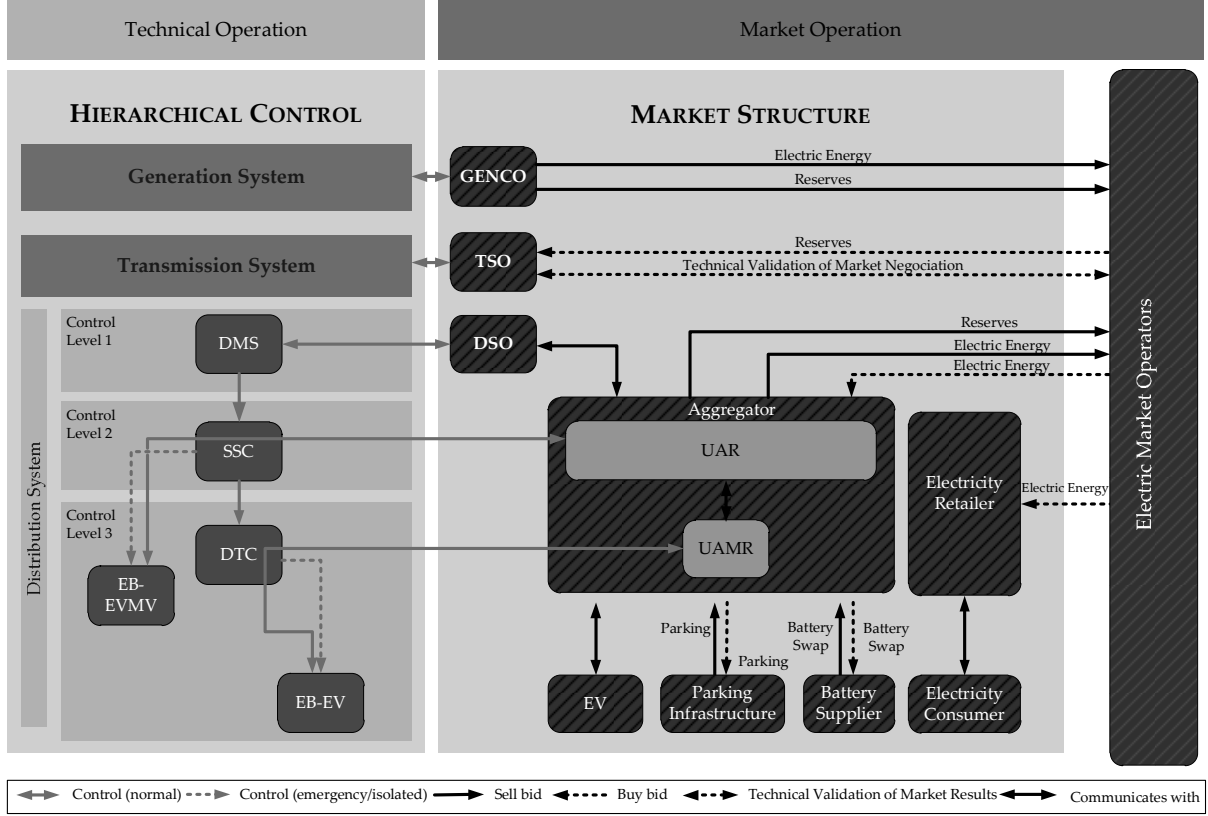 Technical Operation
Market Operation
HIERARCHICAL CONTROL
MARKET STRUCTURE
Generation System
GENCO
Electric Energy
Reserves
Transmission System
TSO
Reserves
Technical Validation of Market Negociation
Control
Level 1
DMS
DSO
Reserves
Electric Energy
Electric Energy
Electric Market Operators
Distribution System
Control
Level 2
SSC
Aggregator
UAR
Electricity
Retailer
Electric Energy
Control
Level 3
DTC
UAMR
EB-
EVMV
Parking
Parking
Battery
Swap
Battery
Swap
EB-EV
EV
Parking
Infrastructure
Battery
Supplier
Electricity
Consumer
Control (normal)
Control (emergency/isolated)
Sell bid
Buy bid
Technical Validation of Market Results
Communicates with